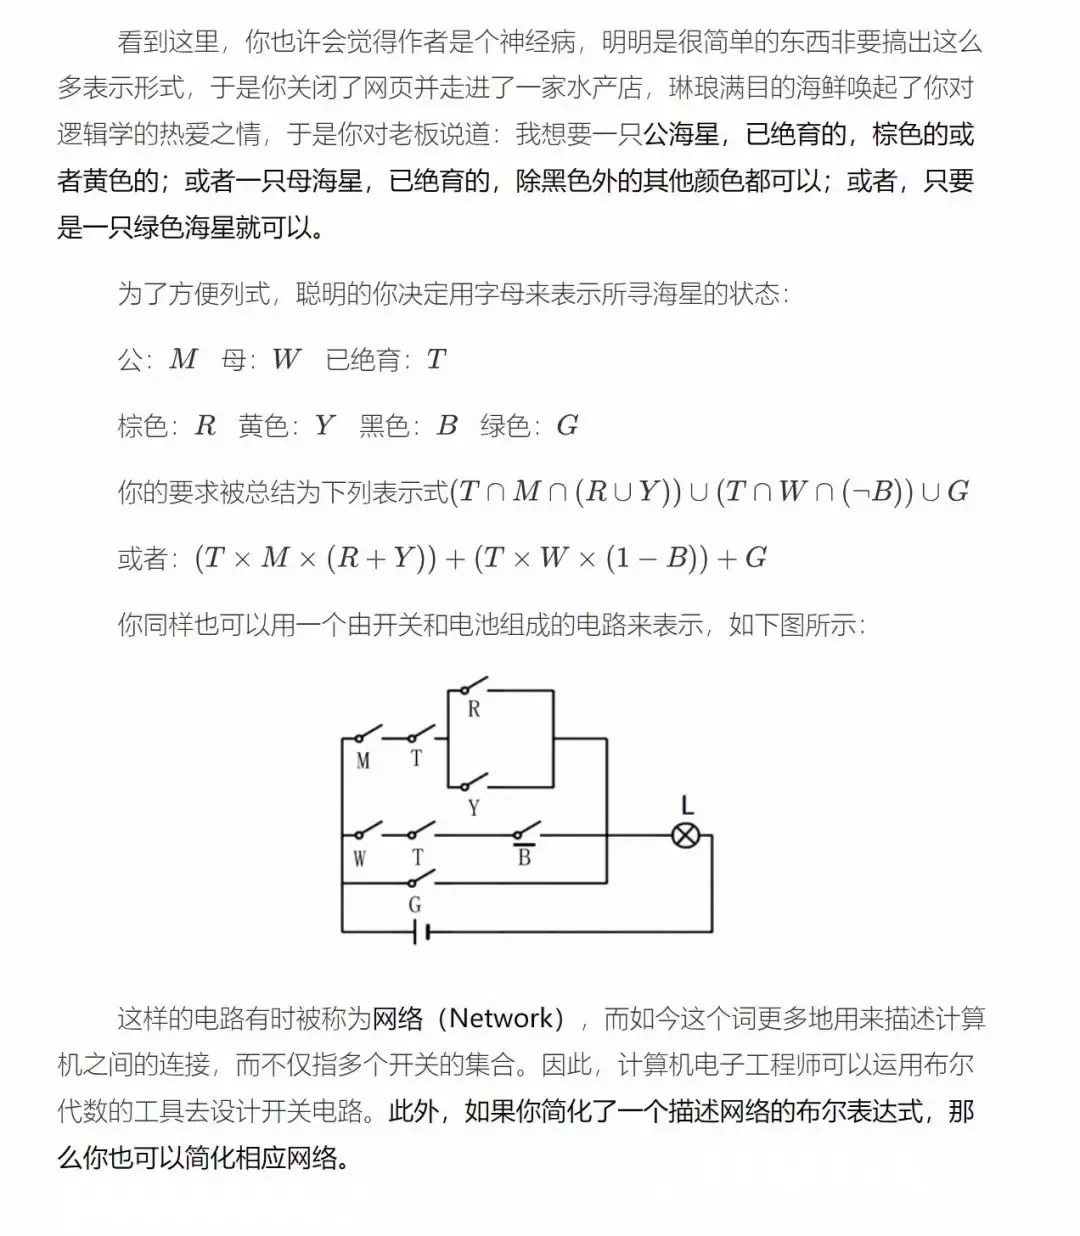 看到这里，你也许会觉得作者是个神经病，明明是很简单的东西非要搞出这么
多表示形式，于是你关闭了网页并走进了一家水产店，琳琅满目的海鲜唤起了你对
逻辑学的热爱之情，于是你对老板说道：我想要一只公海星，已绝育的，棕色的或
者黄色的；或者一只母海星，已绝育的，除黑色外的其他颜色都可以；或者，只要
是一只绿色海星就可以。
为了方便列式，聪明的你决定用字母来表示所寻海星的状态：
公：M 母：W 已绝育：T
棕色：R 黄色：Y 黑色：B 绿色：G
你的要求被总结为下列表示式(T∩M∩(R∪Y))∪(T∩W∩(¬B))∪G
或者：(T×M×(R+Y))+(T×W×(1−B))+G
你同样也可以用一个由开关和电池组成的电路来表示，如下图所示：
R
M T
Y
L
W T B̅
G
这样的电路有时被称为网络（Network），而如今这个词更多地用来描述计算
机之间的连接，而不仅指多个开关的集合。因此，计算机电子工程师可以运用布尔
代数的工具去设计开关电路。此外，如果你简化了一个描述网络的布尔表达式，那
么你也可以简化相应网络。